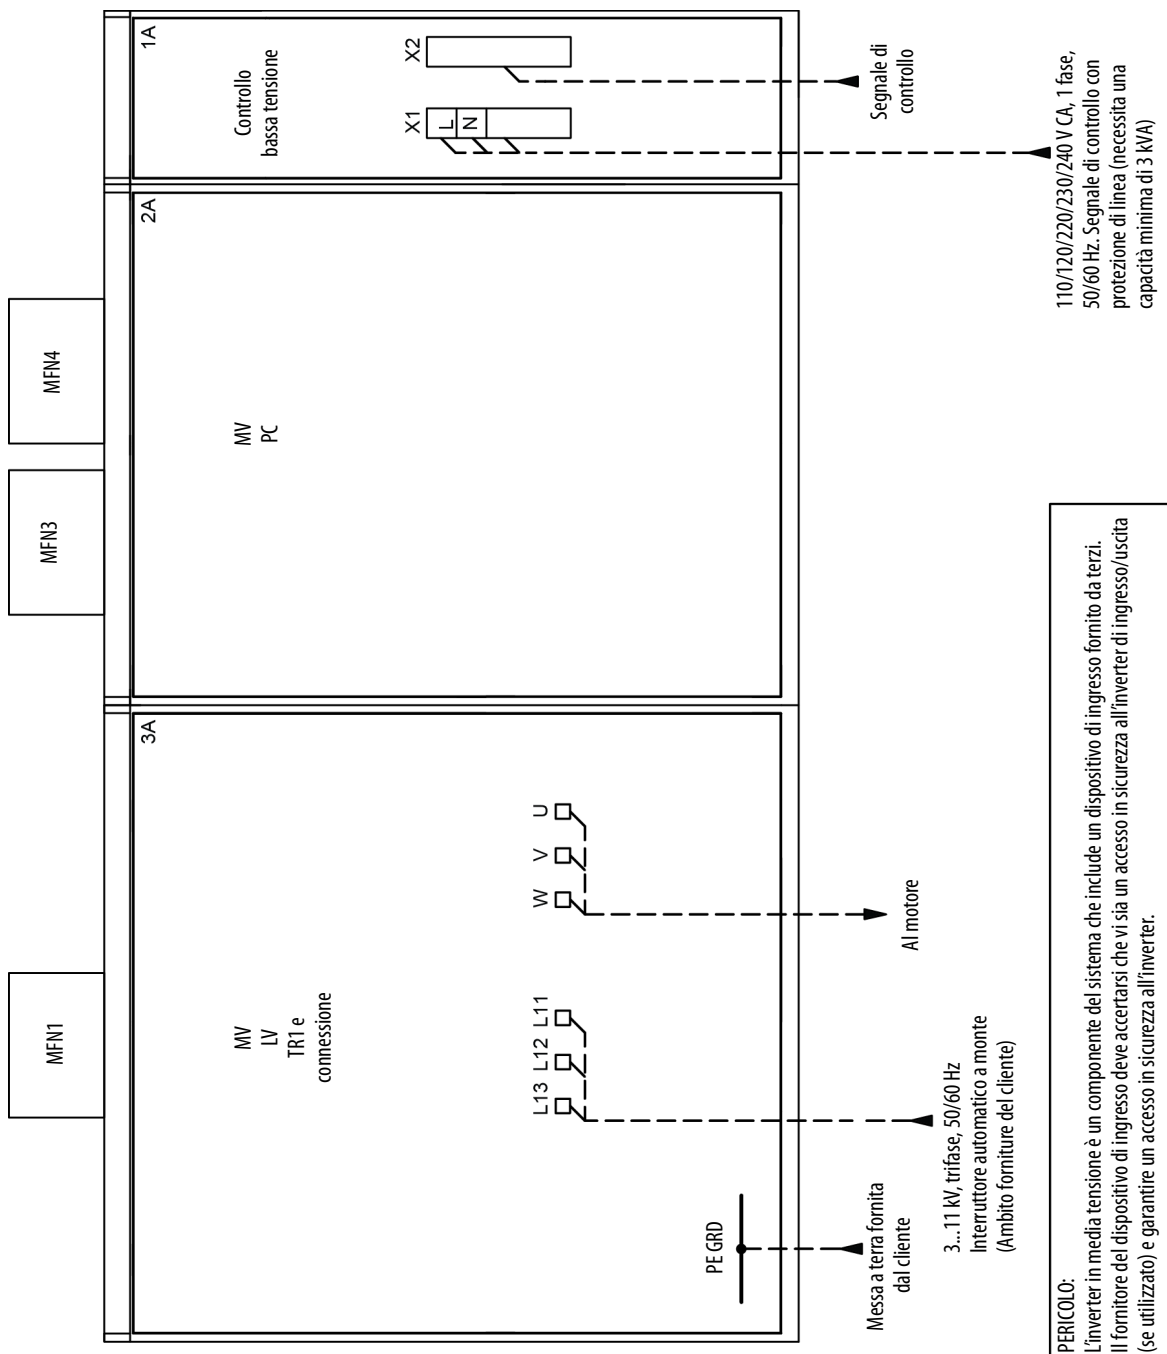 MFN1
MFN3
MFN4
3A
2A
1A
MV
LV
TR1 e
connessione
MV
PC
Controllo
bassa tensione
L13
L12
L11
W
V
U
X1
L
N
X2
PE GRD
Messa a terra fornita
dal cliente
3...11 kV, trifase, 50/60 Hz
Interruttore automatico a monte
(Ambito forniture del cliente)
Al motore
Segnale di
controllo
110/120/220/230/240 V CA, 1 fase,
50/60 Hz. Segnale di controllo con
protezione di linea (necessita una
capacità minima di 3 kVA)
PERICOLO:
L'inverter in media tensione è un componente del sistema che include un dispositivo di ingresso fornito da terzi.
Il fornitore del dispositivo di ingresso deve accertarsi che vi sia un accesso in sicurezza all'inverter di ingresso/uscita
(se utilizzato) e garantire un accesso in sicurezza all'inverter.